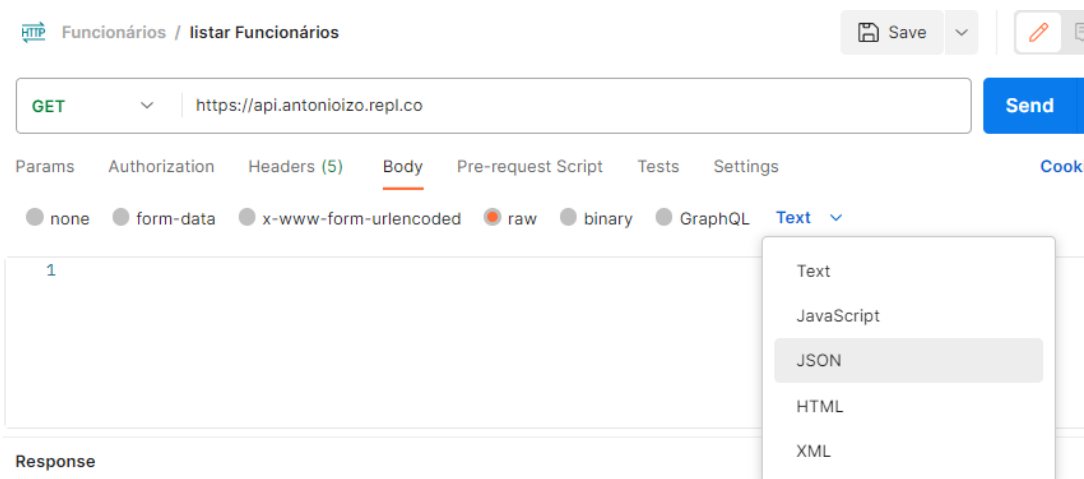 HTTP Funcionários / listar Funcionários Save
GET https://api.antonioizo.repl.co Send
Params Authorization Headers (5) Body Pre-request Script Tests Settings Cook
none form-data x-www-form-urlencoded raw binary GraphQL Text
1
Text
JavaScript
JSON
HTML
XML
Response